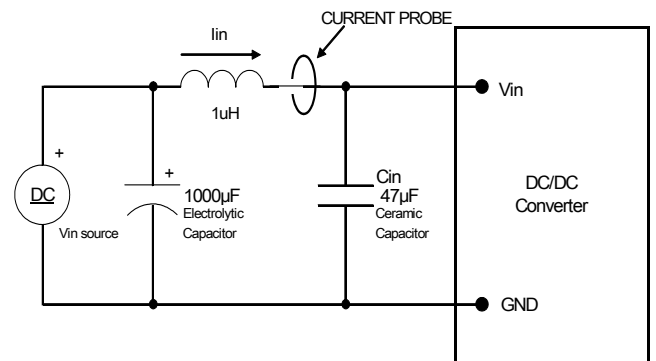 CURRENT PROBE
Iin
1uH
Vin
+
DC
Vin source
+
1000µF
Electrolytic
Capacitor
Cin
47µF
Ceramic
Capacitor
DC/DC
Converter
GND